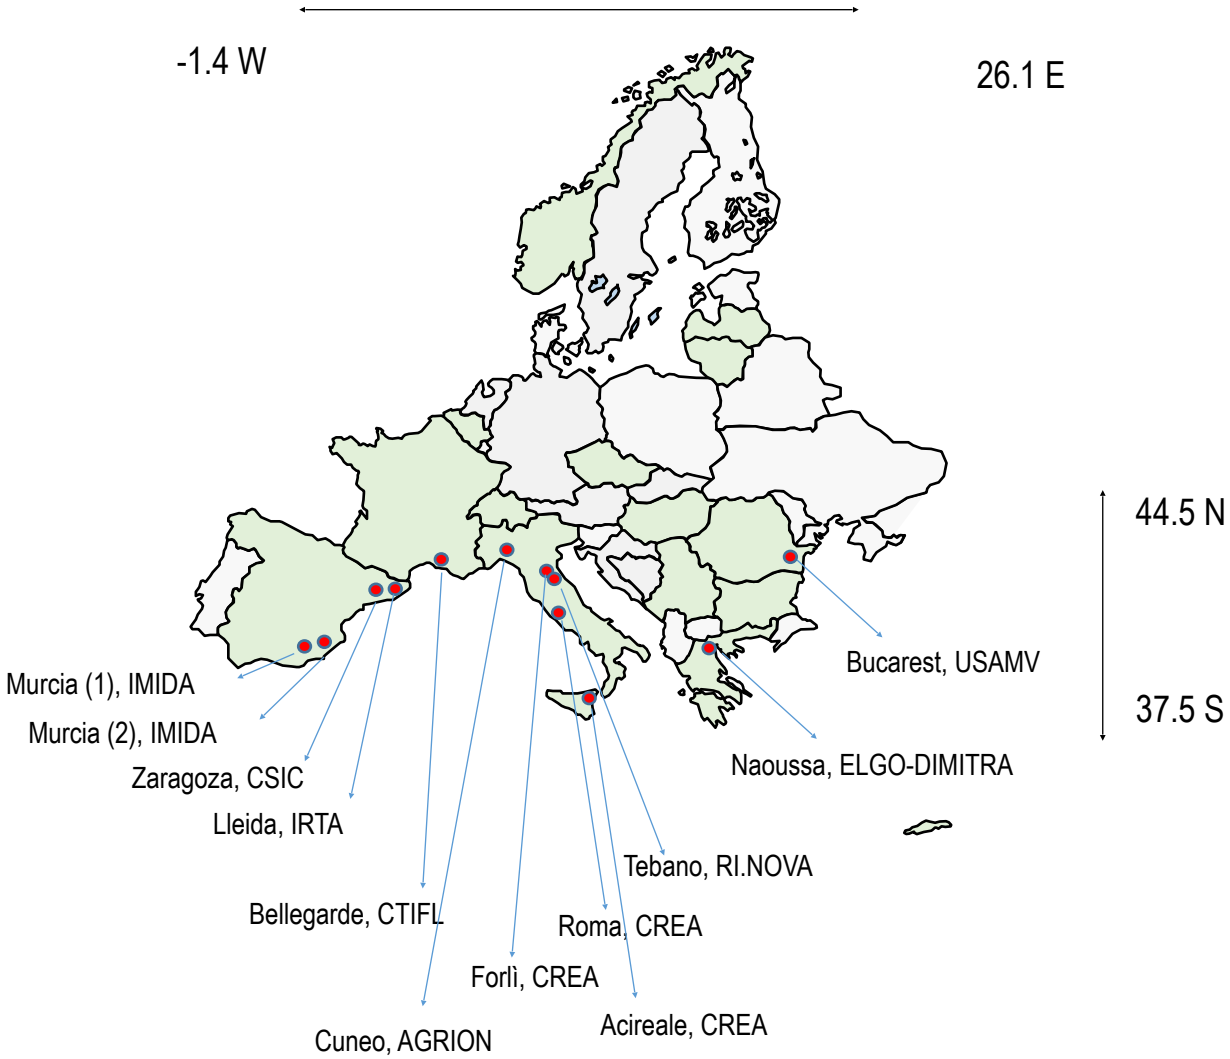 -1.4 W
26.1 E
44.5 N
37.5 S
Bucarest, USAMV
Murcia (1), IMIDA
Murcia (2), IMIDA
Naoussa, ELGO-DIMITRA
Zaragoza, CSIC
Lleida, IRTA
Tebano, RI.NOVA
Bellegarde, CTIFL
Roma, CREA
Forlì, CREA
Acireale, CREA
Cuneo, AGRION